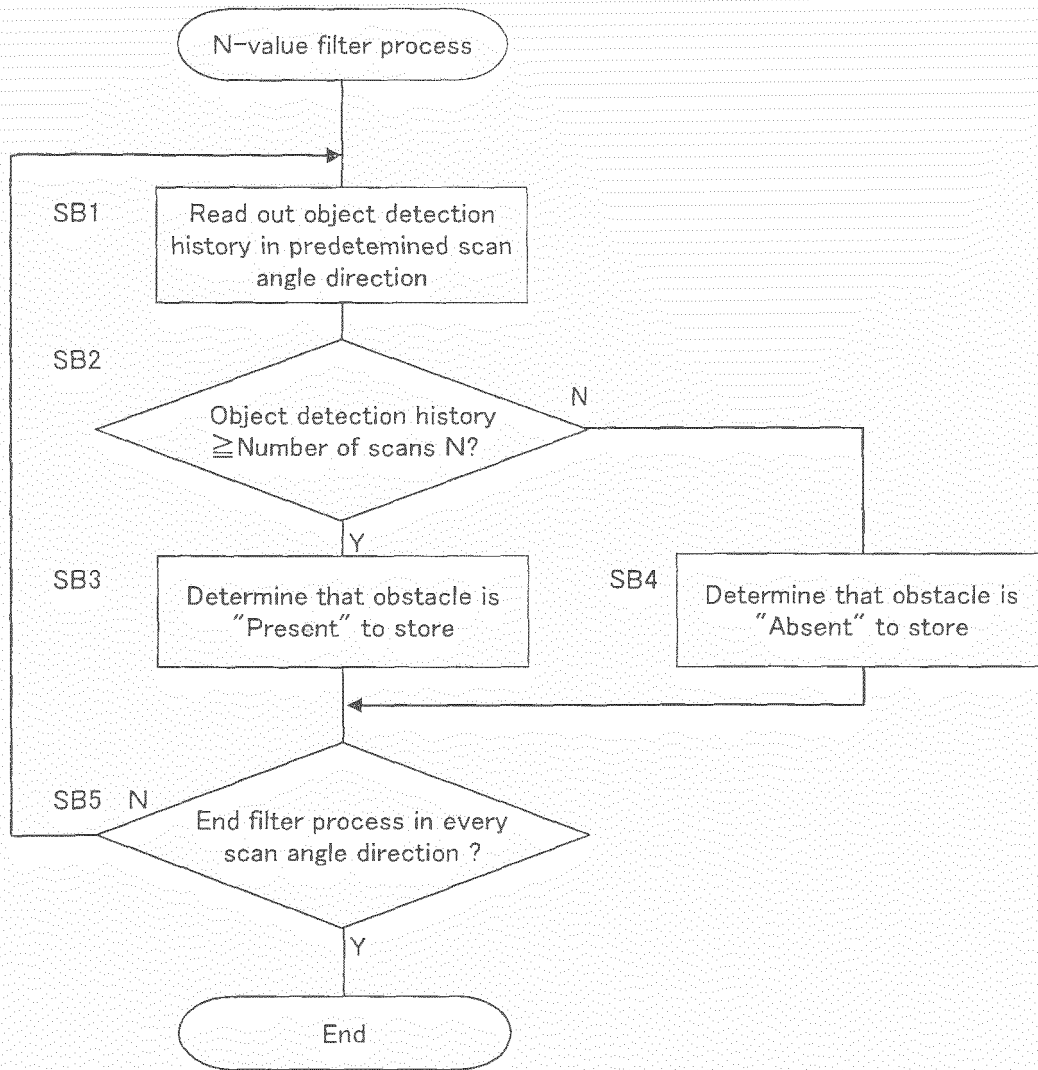 N-value filter process
SB1
Read out object detection
history in predetemined scan
angle direction
SB2
Object detection history
≧Number of scans N?
N
Y
SB3
Determine that obstacle is
"Present" to store
SB4
Determine that obstacle is
"Absent" to store
SB5
N
End filter process in every
scan angle direction ?
Y
End